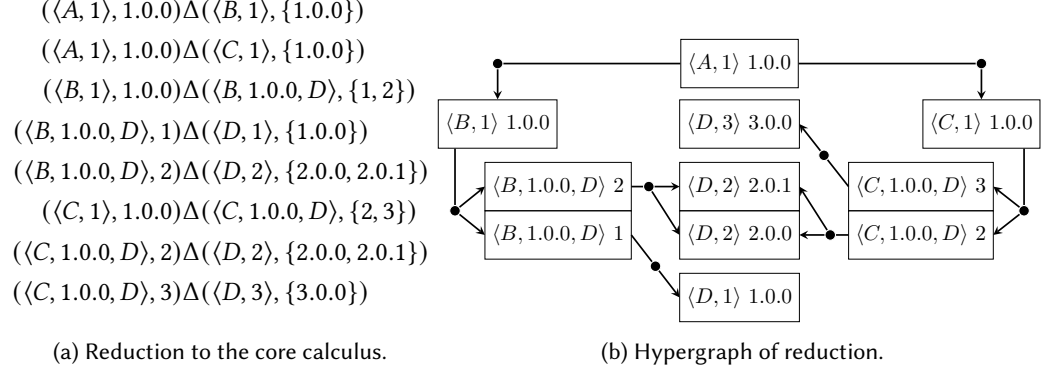 (⟨A, 1⟩, 1.0.0)Δ(⟨B, 1⟩, {1.0.0})
(⟨A, 1⟩, 1.0.0)Δ(⟨C, 1⟩, {1.0.0})
(⟨B, 1⟩, 1.0.0)Δ(⟨B, 1.0.0, D⟩, {1, 2})
(⟨B, 1.0.0, D⟩, 1)Δ(⟨D, 1⟩, {1.0.0})
(⟨B, 1.0.0, D⟩, 2)Δ(⟨D, 2⟩, {2.0.0, 2.0.1})
(⟨C, 1⟩, 1.0.0)Δ(⟨C, 1.0.0, D⟩, {2, 3})
(⟨C, 1.0.0, D⟩, 2)Δ(⟨D, 2⟩, {2.0.0, 2.0.1})
(⟨C, 1.0.0, D⟩, 3)Δ(⟨D, 3⟩, {3.0.0})
(a) Reduction to the core calculus.
⟨A, 1⟩ 1.0.0
⟨B, 1⟩ 1.0.0
⟨D, 3⟩ 3.0.0
⟨C, 1⟩ 1.0.0
⟨B, 1.0.0, D⟩ 2
⟨D, 2⟩ 2.0.1
⟨C, 1.0.0, D⟩ 3
⟨B, 1.0.0, D⟩ 1
⟨D, 2⟩ 2.0.0
⟨C, 1.0.0, D⟩ 2
⟨D, 1⟩ 1.0.0
(b) Hypergraph of reduction.